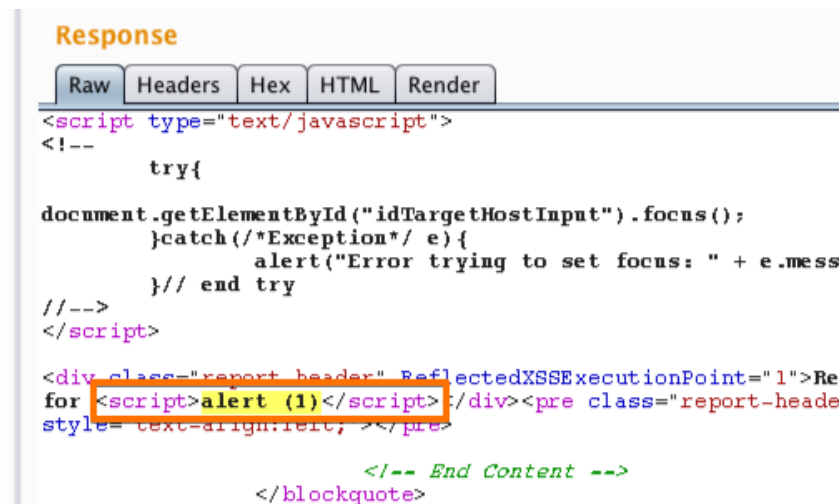 Response
Raw Headers Hex HTML Render
<script type="text/javascript">
<!--
try{
document.getElementById("idTargetHostInput").focus();
}catch(/*Exception*/ e){
alert("Error trying to set focus: " + e.mess
}// end try
//-->
</script>
<div class="report-header" ReflectedXSSExecutionPoint="1">Re
for <script>alert (1)</script></div><pre class="report-heade
style="text-align:left;"></pre>
<!-- End Content -->
</blockquote>